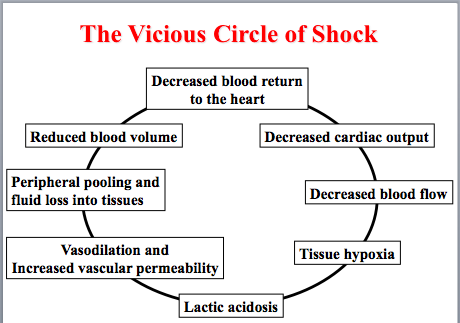 The Vicious Circle of Shock
Decreased blood return
to the heart
Decreased cardiac output
Decreased blood flow
Tissue hypoxia
Lactic acidosis
Vasodilation and
Increased vascular permeability
Peripheral pooling and
fluid loss into tissues
Reduced blood volume